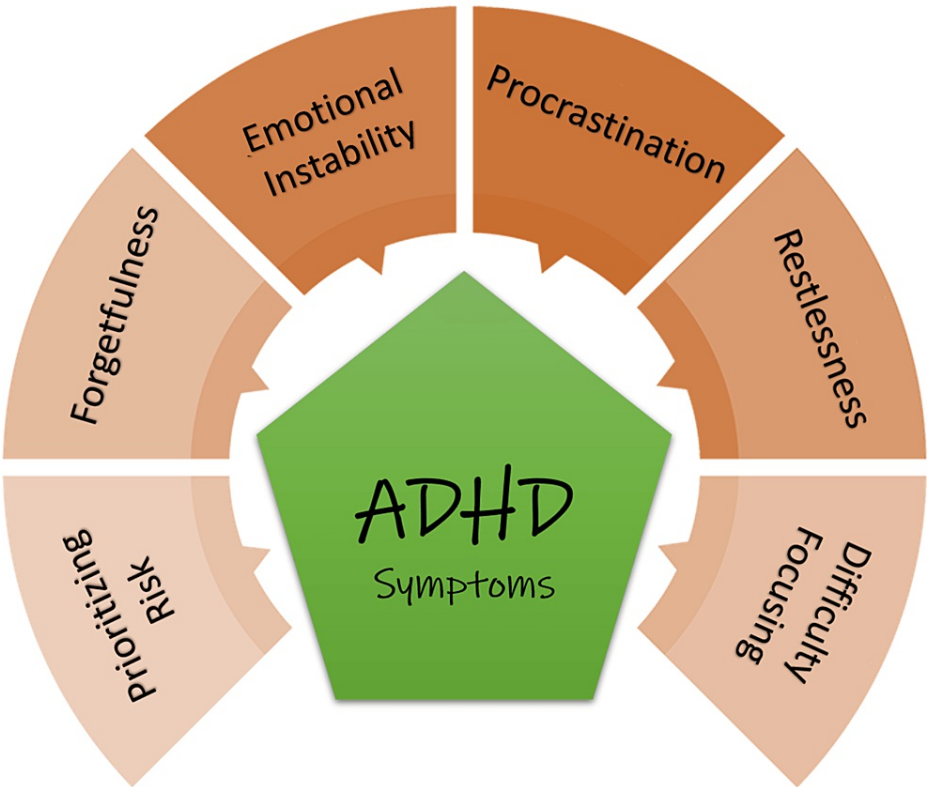 Emotional
Instability
Procrastination
Forgetfulness
Restlessness
Prioritizing
Risk
Difficulty
Focusing
ADHD
Symptoms